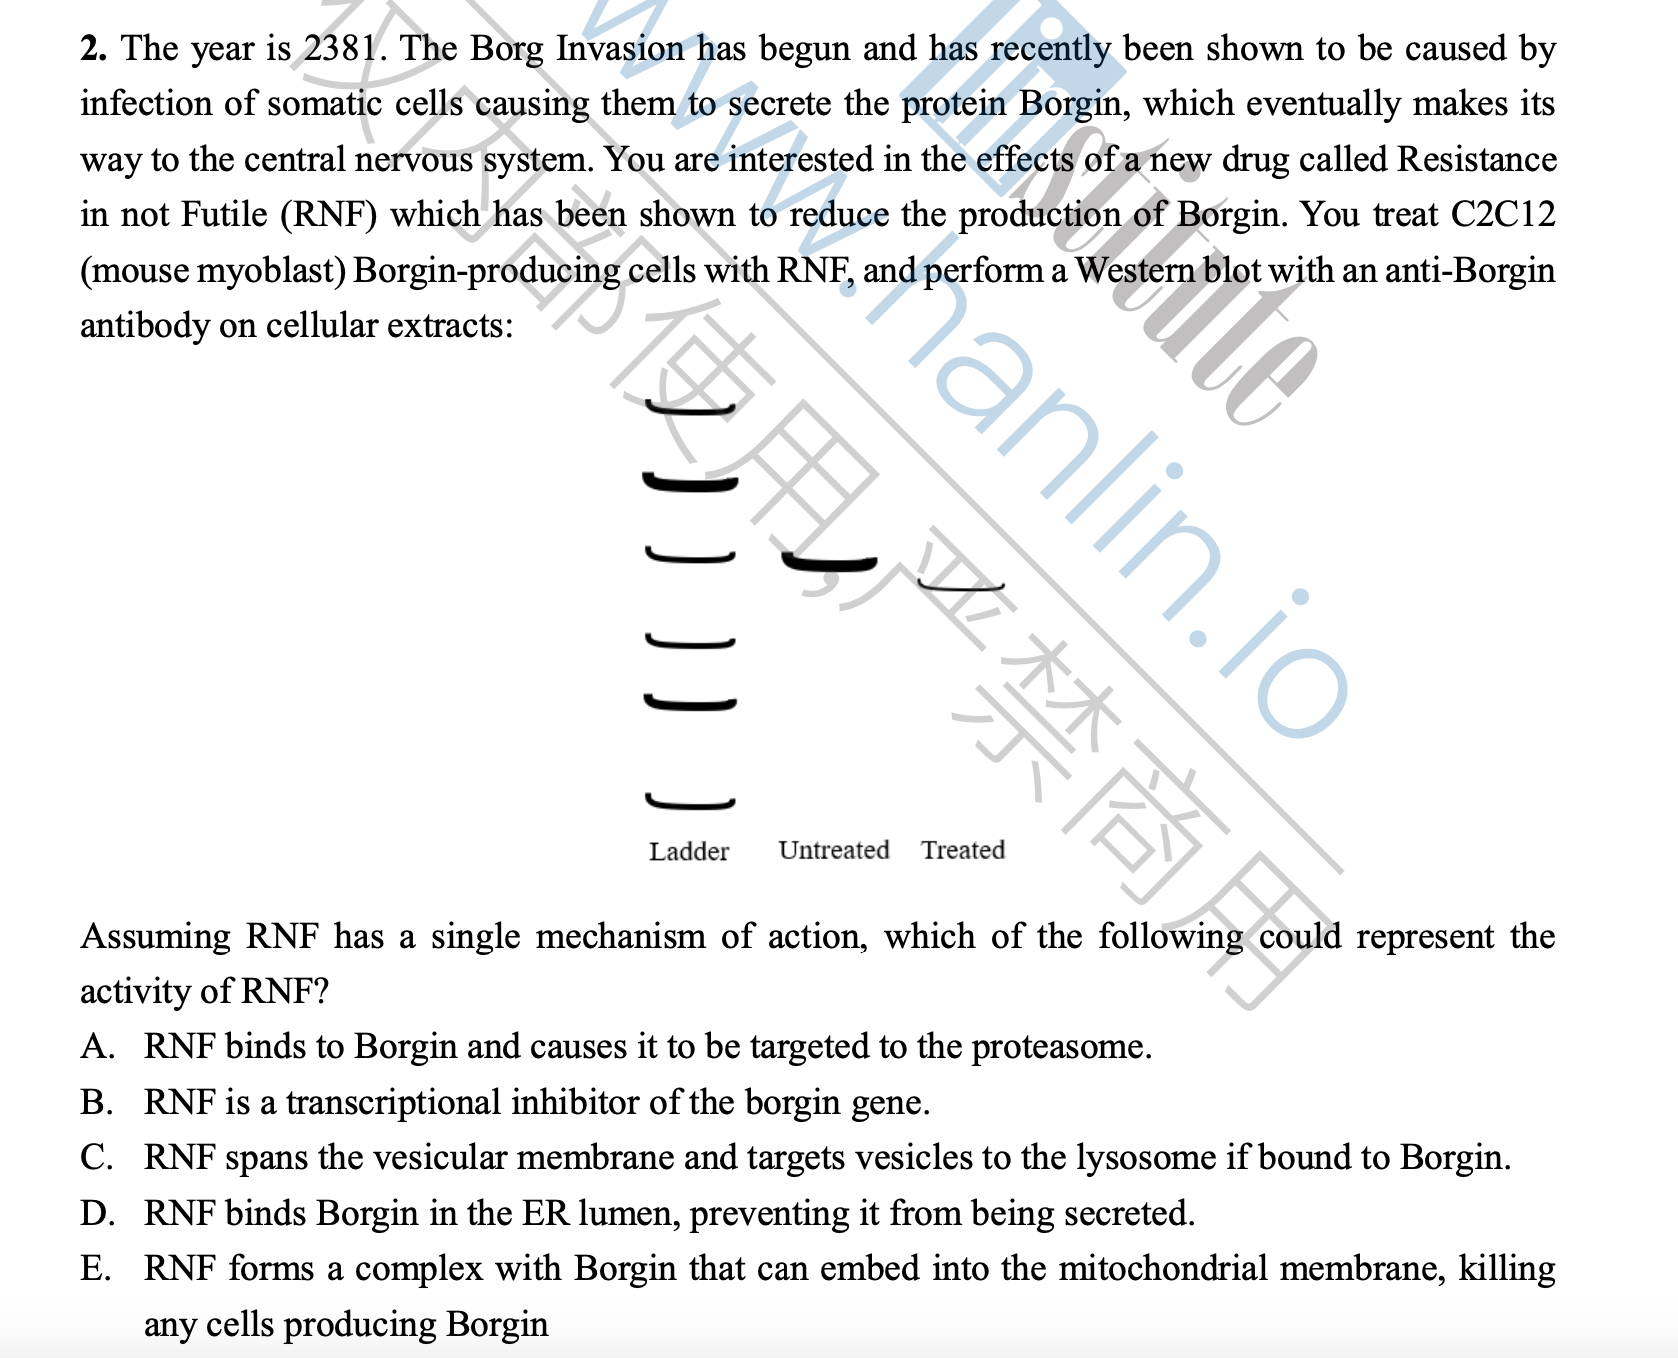 2. The year is 2381. The Borg Invasion has begun and has recently been shown to be caused by
infection of somatic cells causing them to secrete the protein Borgin, which eventually makes its
way to the central nervous system. You are interested in the effects of a new drug called Resistance
in not Futile (RNF) which has been shown to reduce the production of Borgin. You treat C2C12
(mouse myoblast) Borgin-producing cells with RNF, and perform a Western blot with an anti-Borgin
antibody on cellular extracts:
Ladder Untreated Treated
Assuming RNF has a single mechanism of action, which of the following could represent the
activity of RNF?
A. RNF binds to Borgin and causes it to be targeted to the proteasome.
B. RNF is a transcriptional inhibitor of the borgin gene.
C. RNF spans the vesicular membrane and targets vesicles to the lysosome if bound to Borgin.
D. RNF binds Borgin in the ER lumen, preventing it from being secreted.
E. RNF forms a complex with Borgin that can embed into the mitochondrial membrane, killing
any cells producing Borgin
www.hanlin.io
仅内部使用,严禁商用